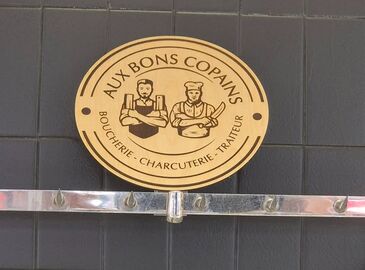 AUX BONS COPAINS
BOUCHERIE - CHARCUTERIE - TRAITEUR